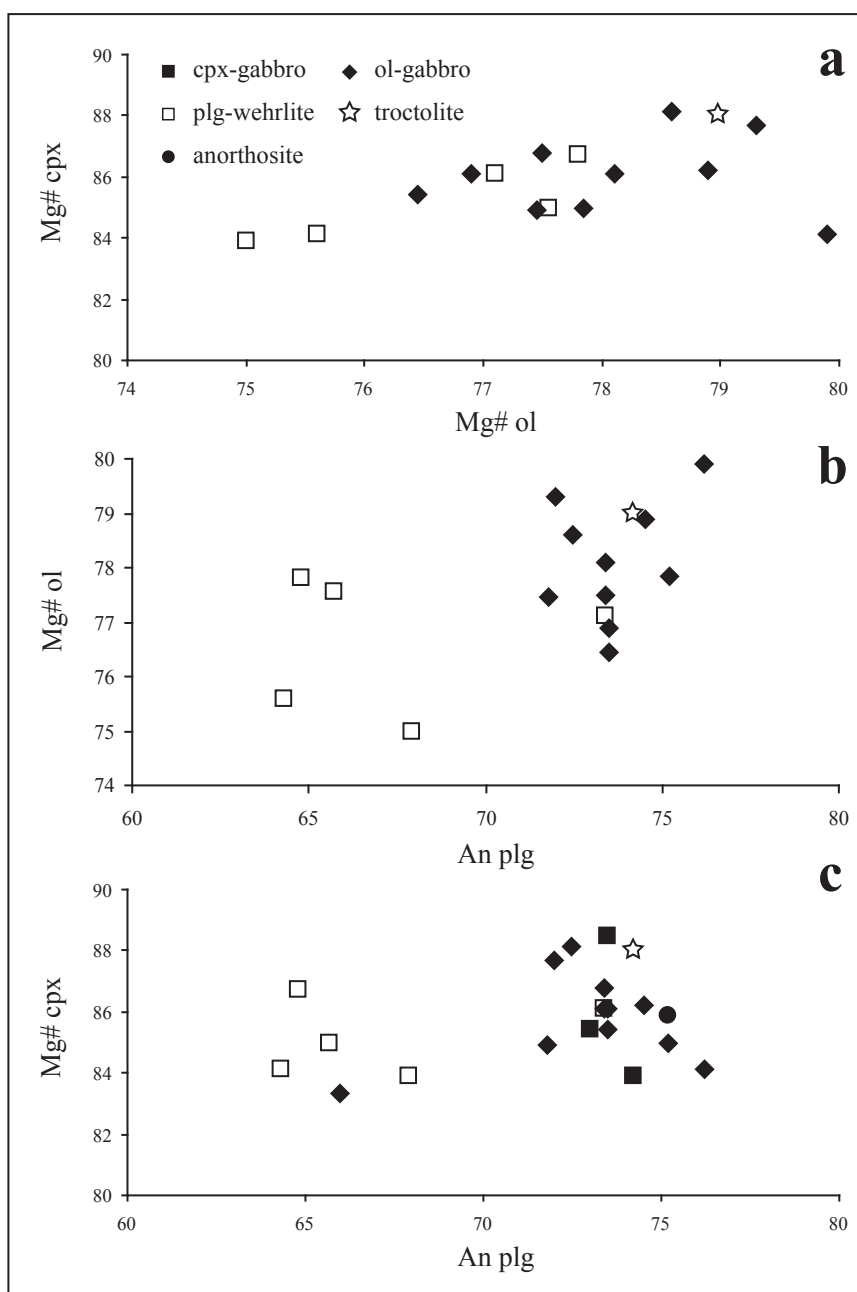 a
90
88
86
84
82
80
Mg# cpx
cpx-gabbro ol-gabbro
plg-wehrlite troctolite
anorthosite
74 75 76 77 78 79 80
Mg# ol
b
80
79
78
77
76
75
74
Mg# ol
60 65 70 75 80
An plg
c
90
88
86
84
82
80
Mg# cpx
60 65 70 75 80
An plg